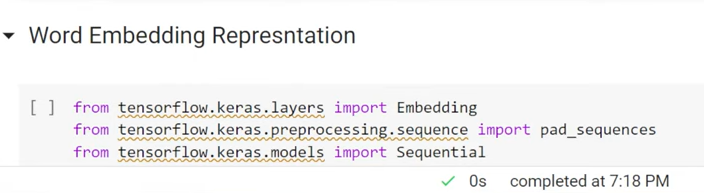 Word Embedding Represntation
[ ] from tensorflow.keras.layers import Embedding
from tensorflow.keras.preprocessing.sequence import pad_sequences
from tensorflow.keras.models import Sequential
0s completed at 7:18 PM